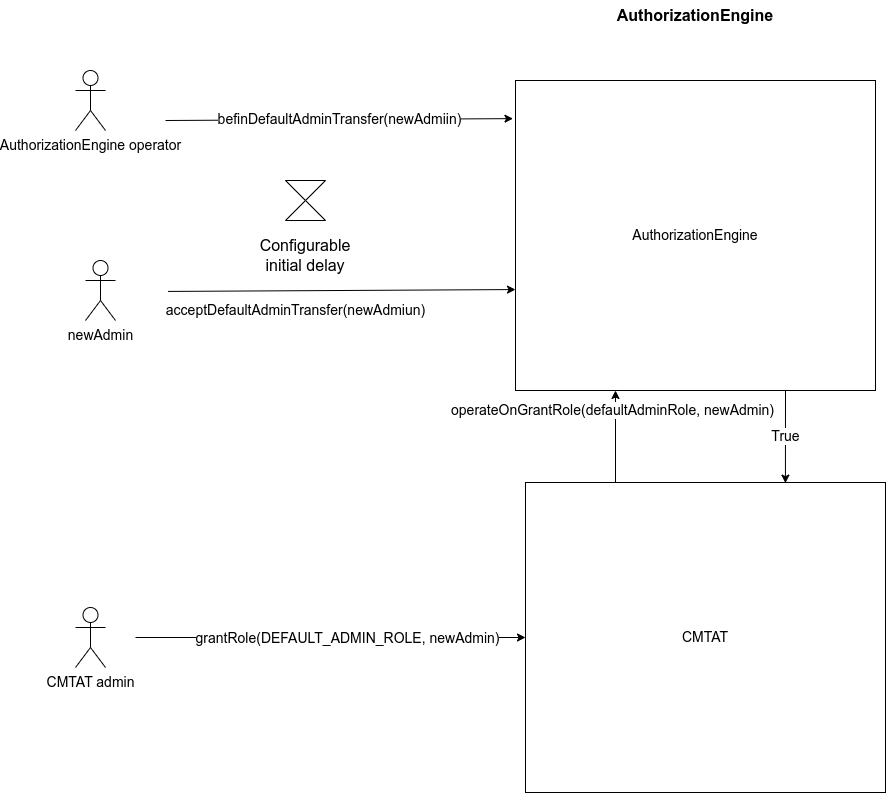 AuthorizationEngine
befinDefaultAdminTransfer(newAdmiin)
AuthorizationEngine operator
AuthorizationEngine
Configurable
initial delay
acceptDefaultAdminTransfer(newAdmiun)
newAdmin
operateOnGrantRole(defaultAdminRole, newAdmin)
True
grantRole(DEFAULT_ADMIN_ROLE, newAdmin)
CMTAT
CMTAT admin